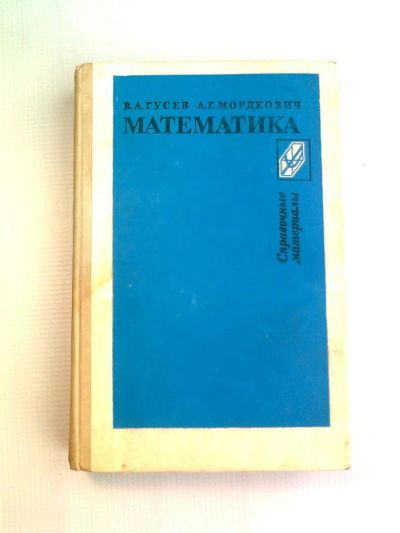 В.А.ГУСЕВ А.Г.МОРДКОВИЧ
МАТЕМАТИКА
Справочные
материалы